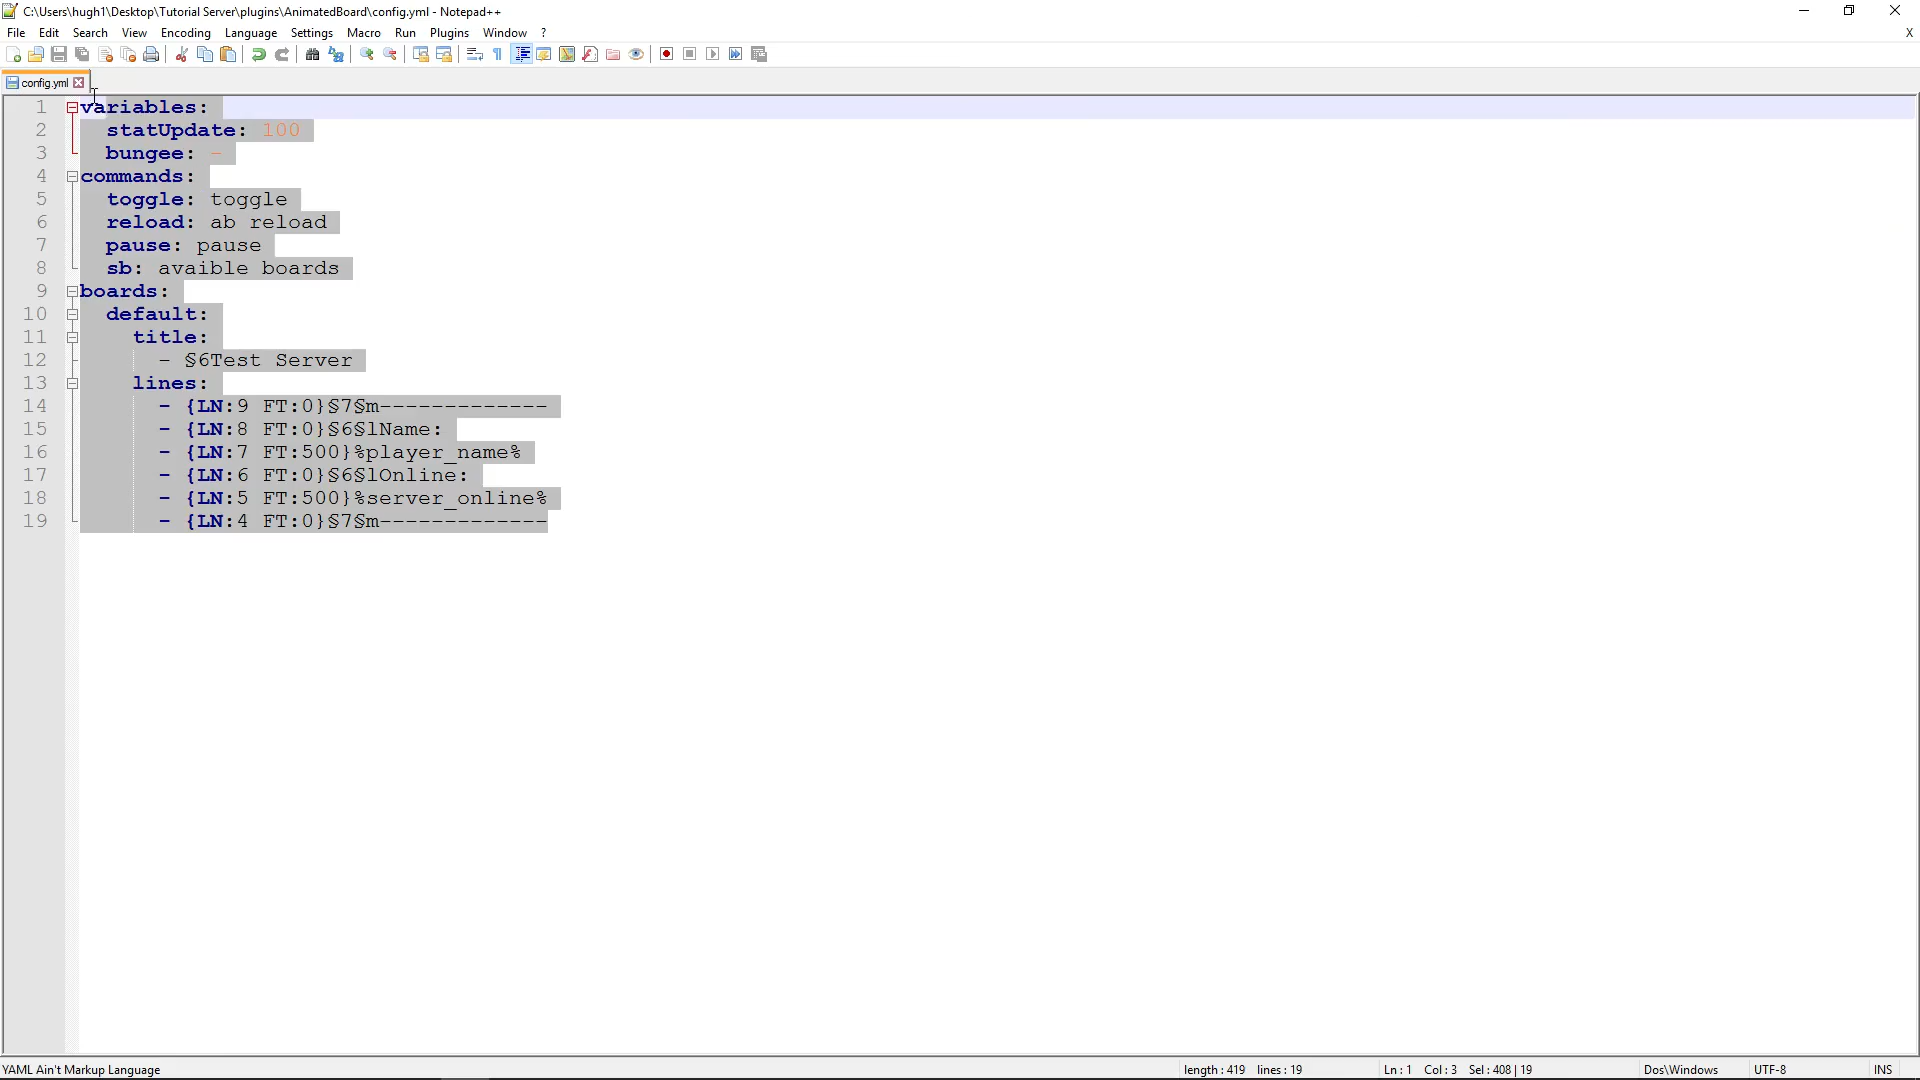 C:\Users\hugh1\Desktop\Tutorial Server\plugins\AnimatedBoard\config.yml - Notepad++
File Edit Search View Encoding Language Settings Macro Run Plugins Window ? X
config.yml
1 variables:
2 statUpdate: 100
3 bungee: -
4 commands:
5 toggle: toggle
6 reload: ab reload
7 pause: pause
8 sb: avaible boards
9 boards:
10 default:
11 title:
12 - §6Test Server
13 lines:
14 - {LN:9 FT:0}§7§m-------------
15 - {LN:8 FT:0}§6§lName:
16 - {LN:7 FT:500}%player_name%
17 - {LN:6 FT:0}§6§lOnline:
18 - {LN:5 FT:500}%server_online%
19 - {LN:4 FT:0}§7§m-------------
YAML Ain't Markup Language length : 419 lines : 19 Ln : 1 Col : 3 Sel : 408 | 19 Dos\Windows UTF-8 INS